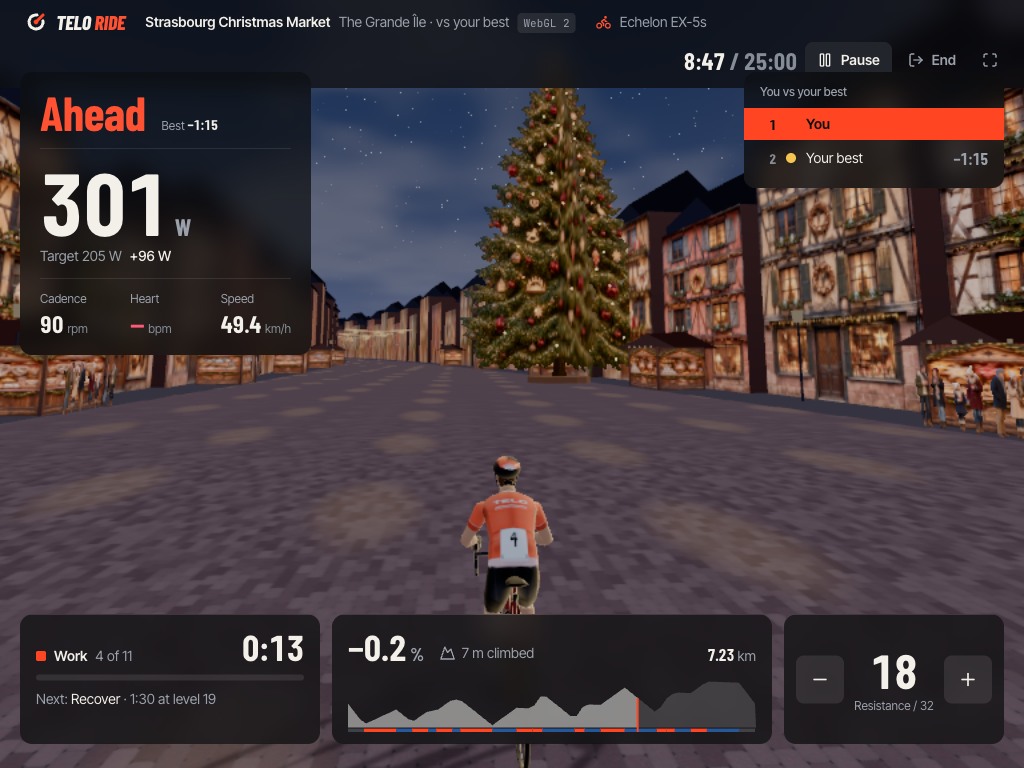 TELO RIDE Strasbourg Christmas Market The Grande Île · vs your best WebGL 2 Echelon EX-5s
8:47 / 25:00 Pause End
Ahead Best −1:15
301 W
Target 205 W +96 W
Cadence Heart Speed
90 rpm — bpm 49.4 km/h
You vs your best
1 You
2 Your best −1:15
TELO
4
Work 4 of 11 0:13
Next: Recover · 1:30 at level 19
−0.2 % 7 m climbed 7.23 km
− 18 +
Resistance / 32